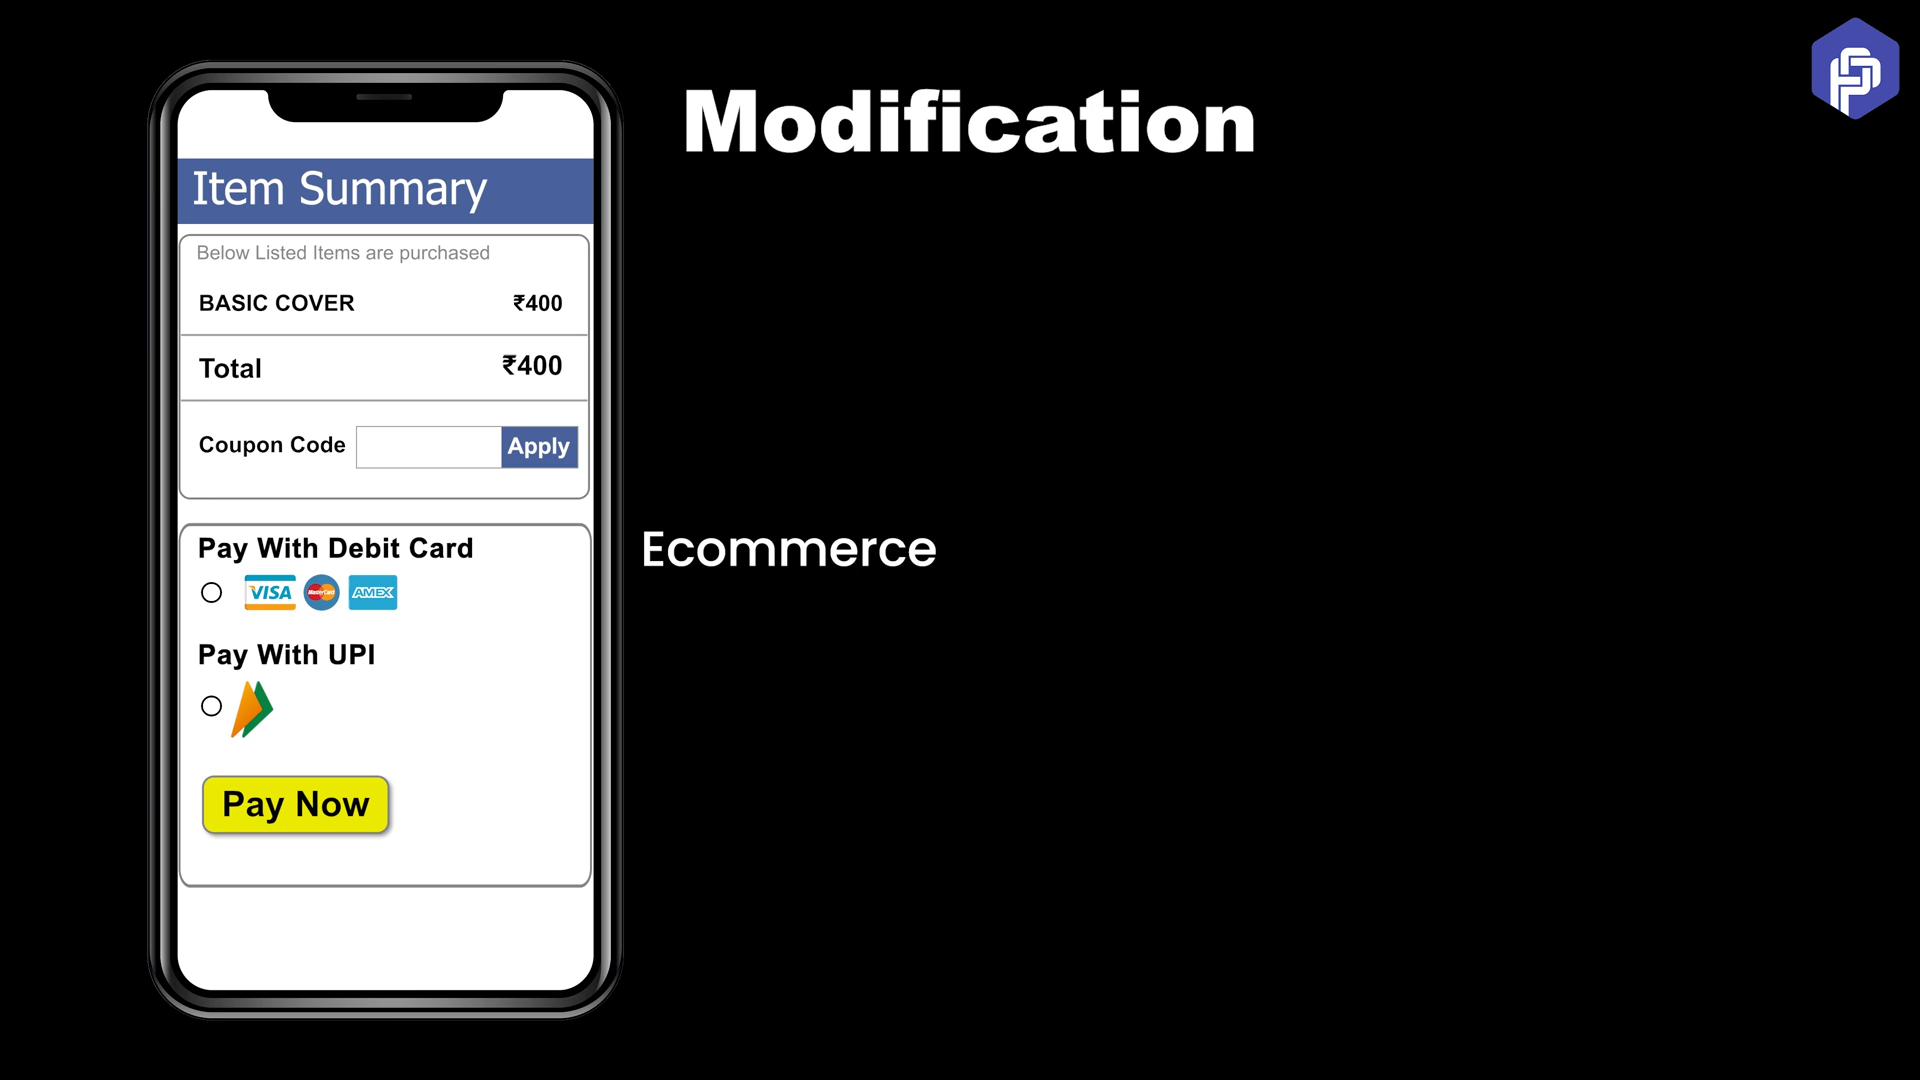 Modification
Item Summary
Below Listed Items are purchased
BASIC COVER ₹400
Total ₹400
Coupon Code Apply
Pay With Debit Card
VISA MasterCard AMEX
Pay With UPI
Pay Now
Ecommerce